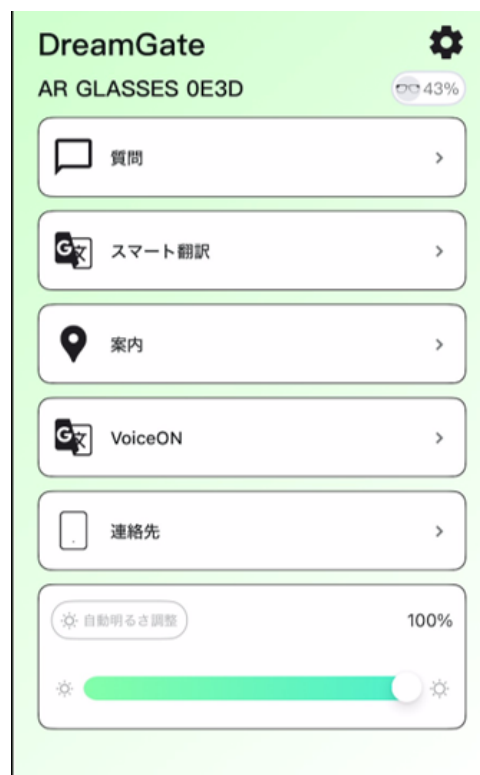 DreamGate
AR GLASSES 0E3D
43%
質問
スマート翻訳
案内
VoiceON
連絡先
自動明るさ調整
100%